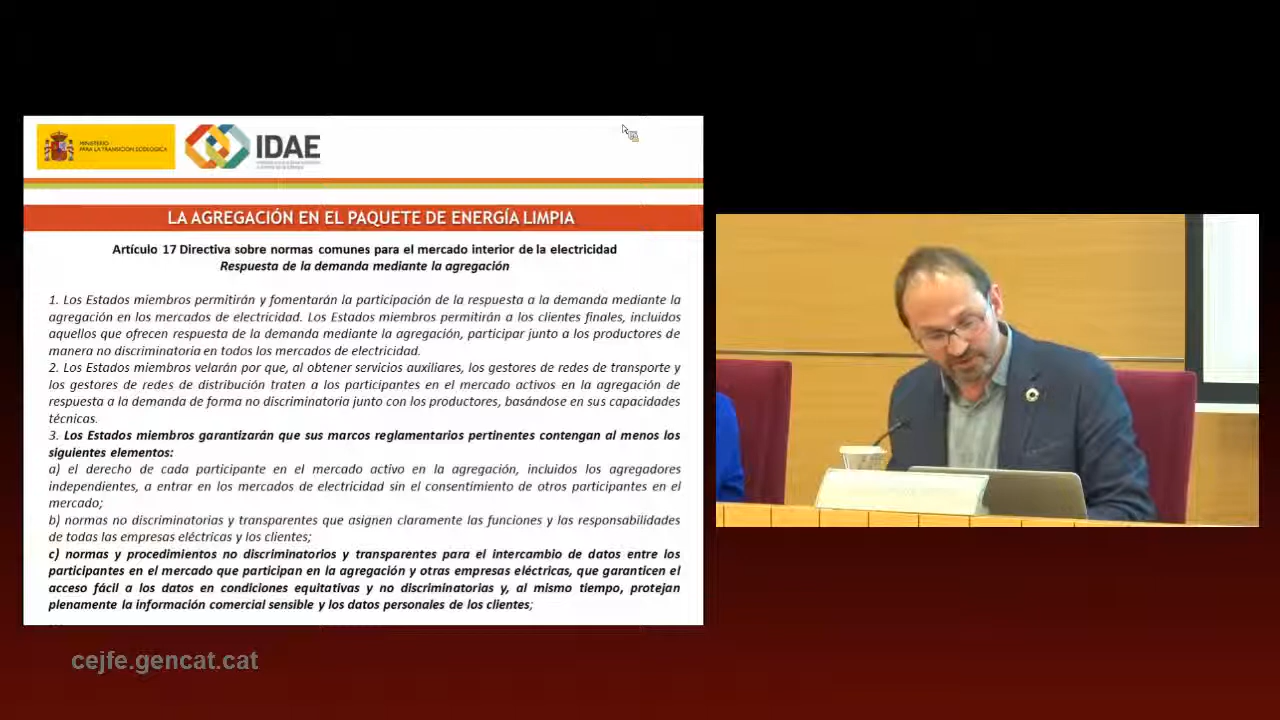 MINISTERIO
PARA LA TRANSICIÓN ECOLÓGICA
IDAE
LA AGREGACIÓN EN EL PAQUETE DE ENERGÍA LIMPIA
Artículo 17 Directiva sobre normas comunes para el mercado interior de la electricidad
Respuesta de la demanda mediante la agregación
1. Los Estados miembros permitirán y fomentarán la participación de la respuesta a la demanda mediante la
agregación en los mercados de electricidad. Los Estados miembros permitirán a los clientes finales, incluidos
aquellos que ofrecen respuesta de la demanda mediante la agregación, participar junto a los productores de
manera no discriminatoria en todos los mercados de electricidad.
2. Los Estados miembros velarán por que, al obtener servicios auxiliares, los gestores de redes de transporte y
los gestores de redes de distribución traten a los participantes en el mercado activos en la agregación de
respuesta a la demanda de forma no discriminatoria junto con los productores, basándose en sus capacidades
técnicas.
3. Los Estados miembros garantizarán que sus marcos reglamentarios pertinentes contengan al menos los
siguientes elementos:
a) el derecho de cada participante en el mercado activo en la agregación, incluidos los agregadores
independientes, a entrar en los mercados de electricidad sin el consentimiento de otros participantes en el
mercado;
b) normas no discriminatorias y transparentes que asignen claramente las funciones y las responsabilidades
de todas las empresas eléctricas y los clientes;
c) normas y procedimientos no discriminatorios y transparentes para el intercambio de datos entre los
participantes en el mercado que participan en la agregación y otras empresas eléctricas, que garanticen el
acceso fácil a los datos en condiciones equitativas y no discriminatorias y, al mismo tiempo, protejan
plenamente la información comercial sensible y los datos personales de los clientes;
cejfe.gencat.cat